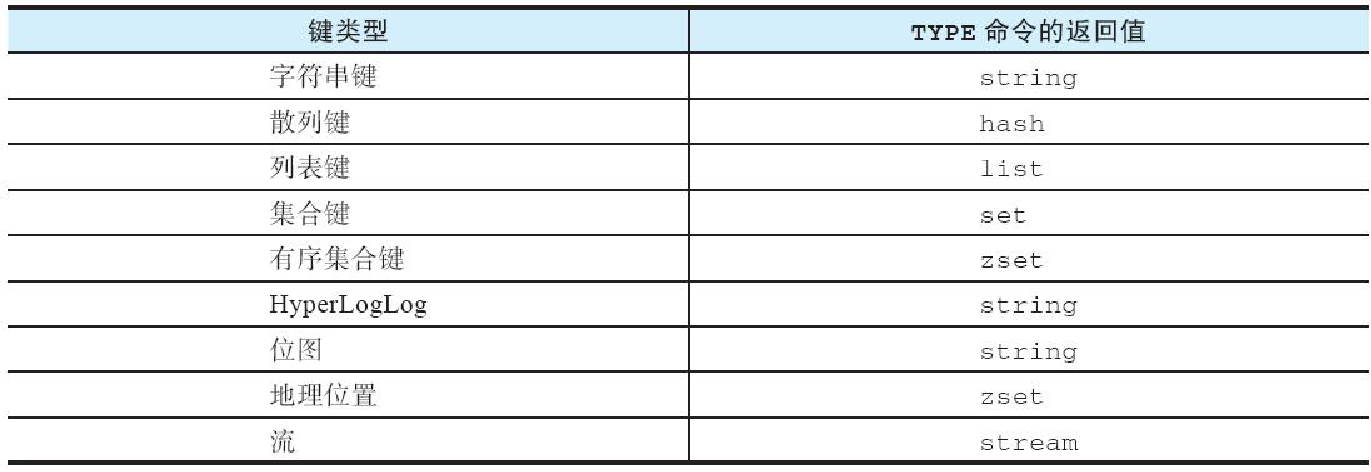 键类型 TYPE 命令的返回值
字符串键 string
散列键 hash
列表键 list
集合键 set
有序集合键 zset
HyperLogLog string
位图 string
地理位置 zset
流 stream